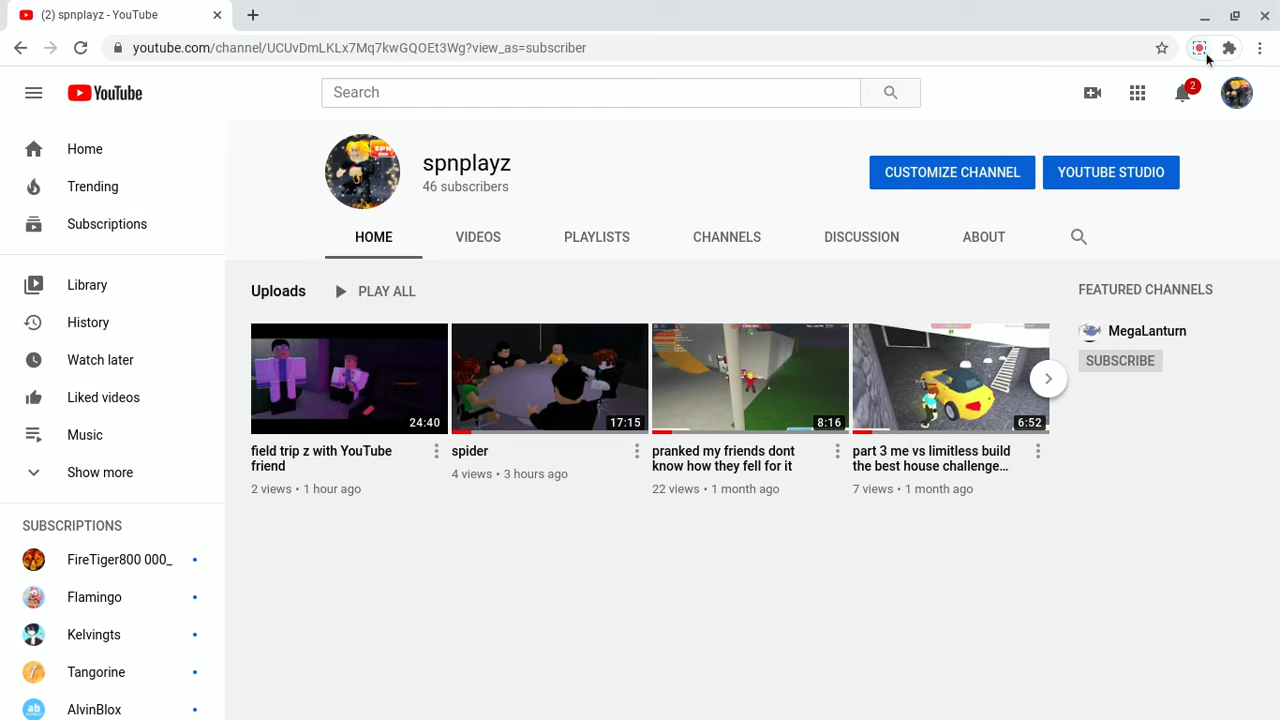 (2) spnplayz - YouTube
youtube.com/channel/UCUvDmLKLx7Mq7kwGQOEt3Wg?view_as=subscriber
YouTube
Search
2
Home
Trending
Subscriptions
Library
History
Watch later
Liked videos
Music
Show more
SUBSCRIPTIONS
FireTiger800 000_
Flamingo
Kelvingts
Tangorine
AlvinBlox
spnplayz
46 subscribers
CUSTOMIZE CHANNEL
YOUTUBE STUDIO
HOME
VIDEOS
PLAYLISTS
CHANNELS
DISCUSSION
ABOUT
Uploads
PLAY ALL
24:40
field trip z with YouTube
friend
2 views • 1 hour ago
17:15
spider
4 views • 3 hours ago
8:16
pranked my friends dont
know how they fell for it
22 views • 1 month ago
6:52
part 3 me vs limitless build
the best house challenge...
7 views • 1 month ago
FEATURED CHANNELS
MegaLanturn
SUBSCRIBE